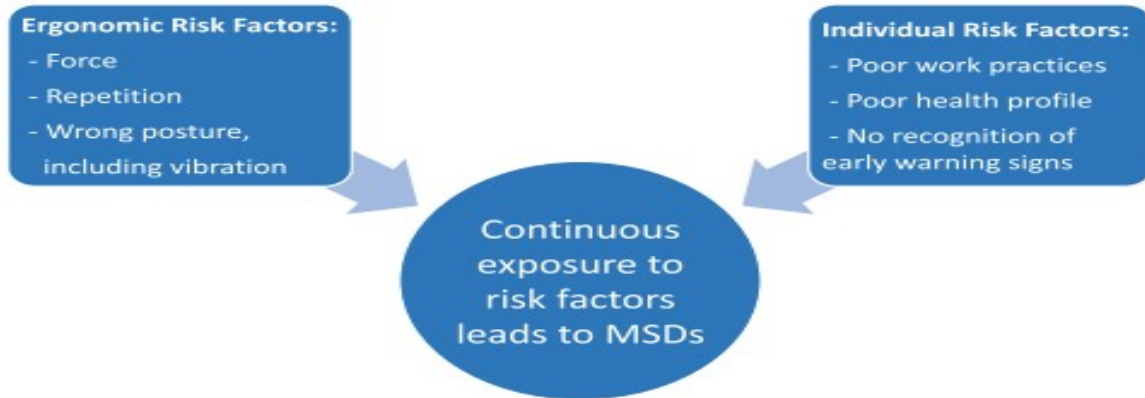 Ergonomic Risk Factors:
- Force
- Repetition
- Wrong posture,
including vibration
Individual Risk Factors:
- Poor work practices
- Poor health profile
- No recognition of
early warning signs
Continuous
exposure to
risk factors
leads to MSDs